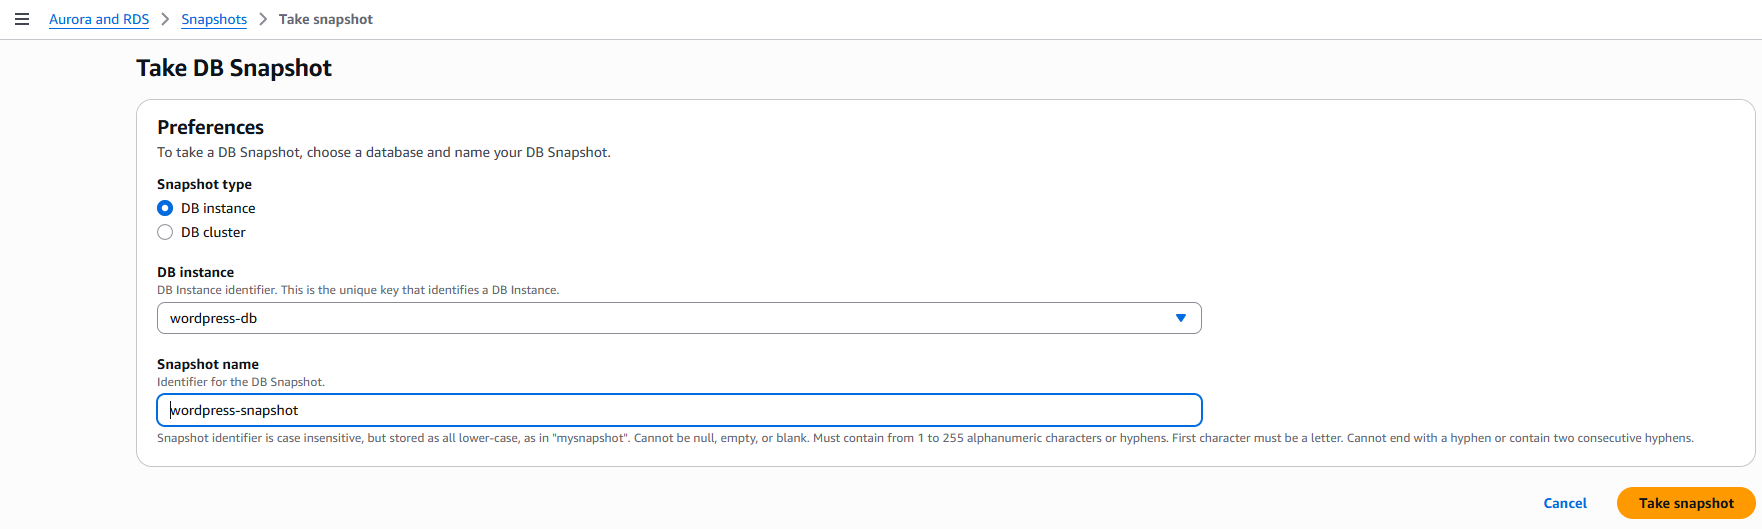 Aurora and RDS > Snapshots > Take snapshot
Take DB Snapshot
Preferences
To take a DB Snapshot, choose a database and name your DB Snapshot.
Snapshot type
DB instance
DB cluster
DB instance
DB Instance identifier. This is the unique key that identifies a DB Instance.
wordpress-db
Snapshot name
Identifier for the DB Snapshot.
wordpress-snapshot
Snapshot identifier is case insensitive, but stored as all lower-case, as in "mysnapshot". Cannot be null, empty, or blank. Must contain from 1 to 255 alphanumeric characters or hyphens. First character must be a letter. Cannot end with a hyphen or contain two consecutive hyphens.
Cancel Take snapshot